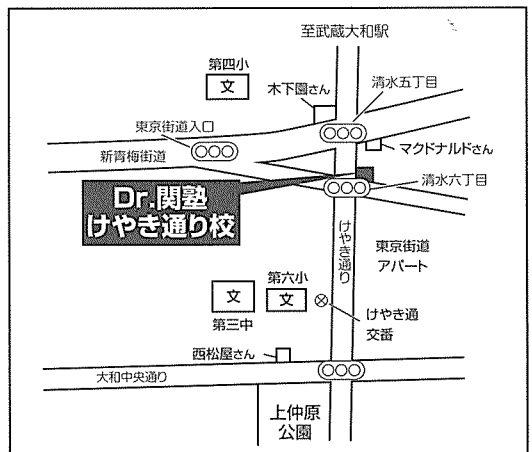 至武蔵大和駅
第四小
文
清水五丁目
木下園さん
東京街道入口
マクドナルドさん
新青梅街道
清水六丁目
Dr.関塾
けやき通り校
けやき通り
東京街道
アパート
第六小
文
文
第三中
けやき通
交番
西松屋さん
大和中央通り
上仲原
公園